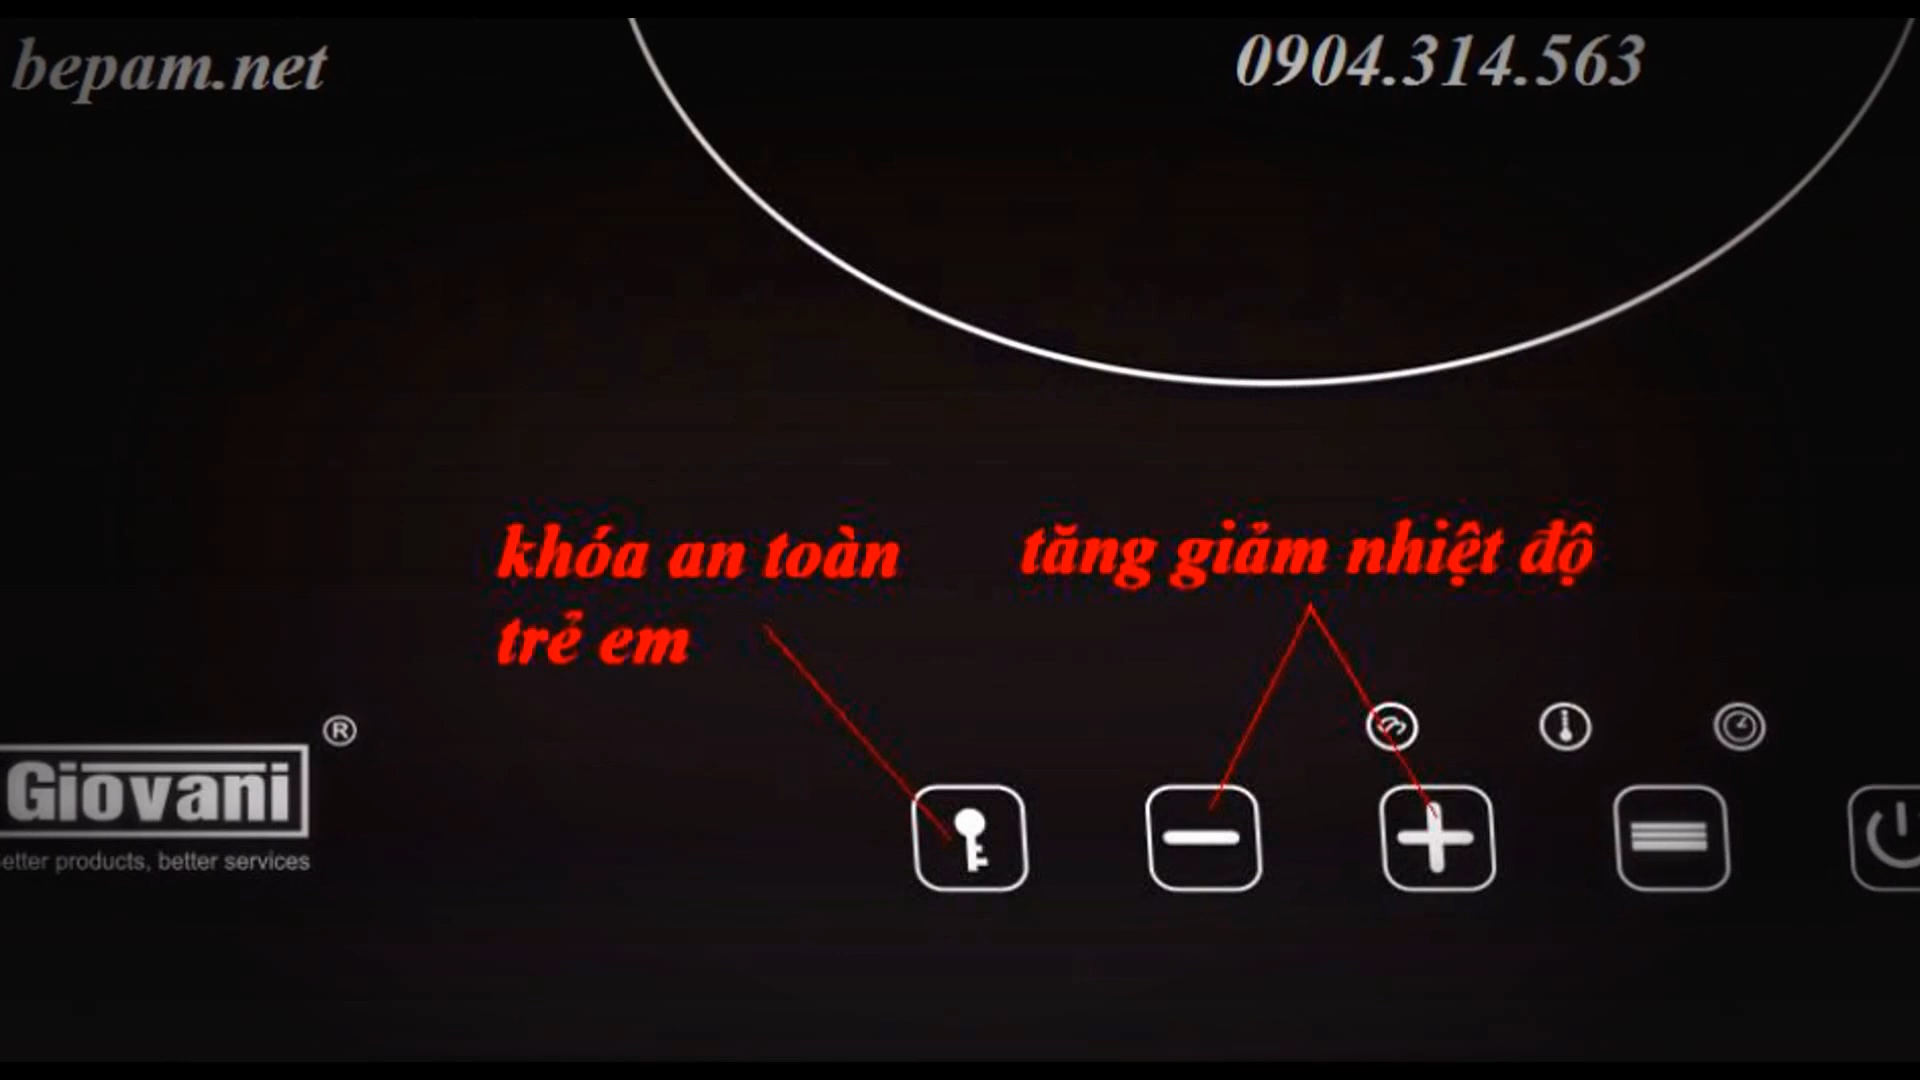 bepam.net
0904.314.563
khóa an toàn
trẻ em
tăng giảm nhiệt độ
®
Giovani
etter products, better services